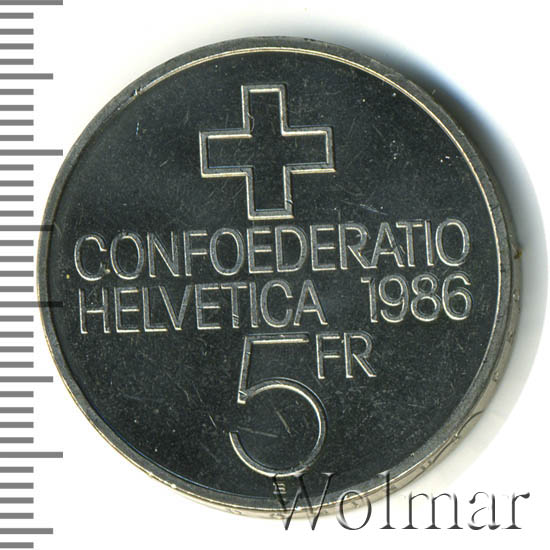 CONFOEDERATIO
HELVETICA 1986
5 FR
B
Wolmar